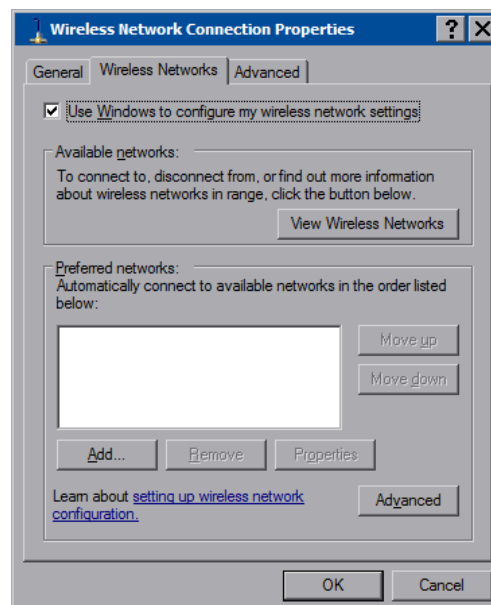 Wireless Network Connection Properties
General Wireless Networks Advanced
Use Windows to configure my wireless network settings
Available networks:
To connect to, disconnect from, or find out more information
about wireless networks in range, click the button below.
View Wireless Networks
Preferred networks:
Automatically connect to available networks in the order listed
below:
Move up
Move down
Add... Remove Properties
Learn about setting up wireless network
configuration.
Advanced
OK Cancel